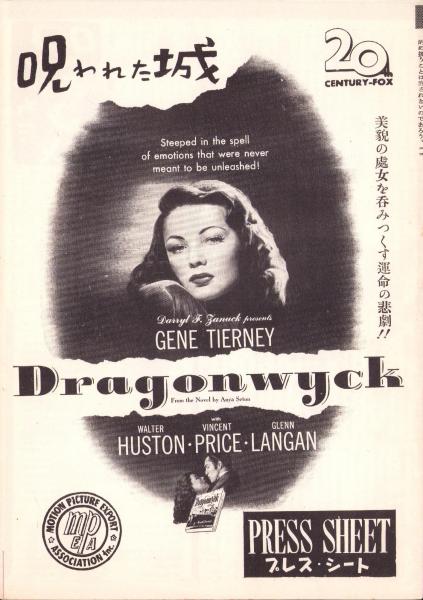 呪われた城
20th
CENTURY-FOX
Steeped in the spell
of emotions that were never
meant to be unleashed!
美貌の處女を呑みつくす運命の悲劇!!
Darryl F. Zanuck presents
GENE TIERNEY
Dragonwyck
From the Novel by Anya Seton
with
WALTER VINCENT GLENN
HUSTON·PRICE·LANGAN
Dragonwyck
MOTION PICTURE EXPORT
ASSOCIATION Inc.
MPEA
PRESS SHEET
プレス・シート